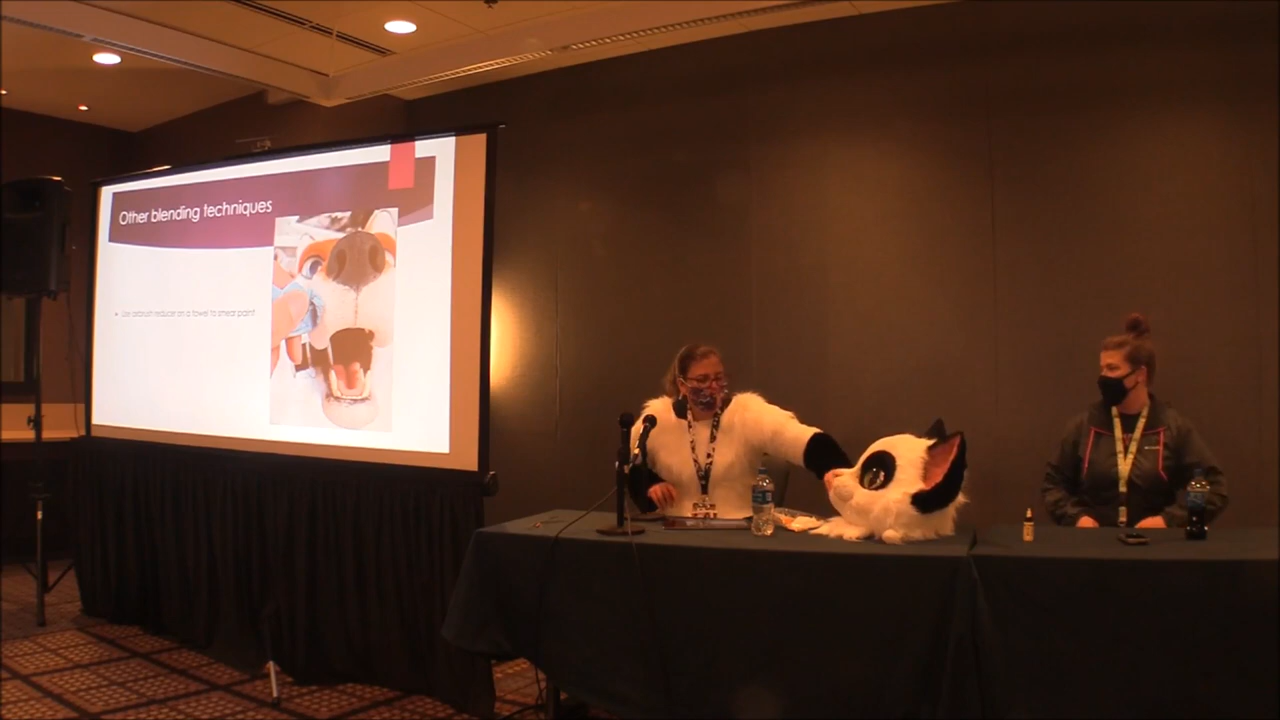 Other blending techniques
Use airbrush reducer on a towel to smear paint